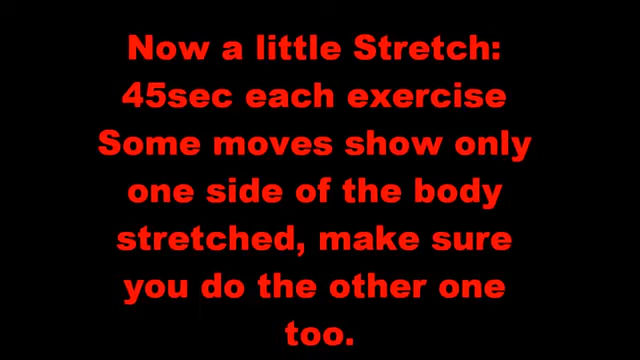 Now a little Stretch:
45sec each exercise
Some moves show only
one side of the body
stretched, make sure
you do the other one
too.